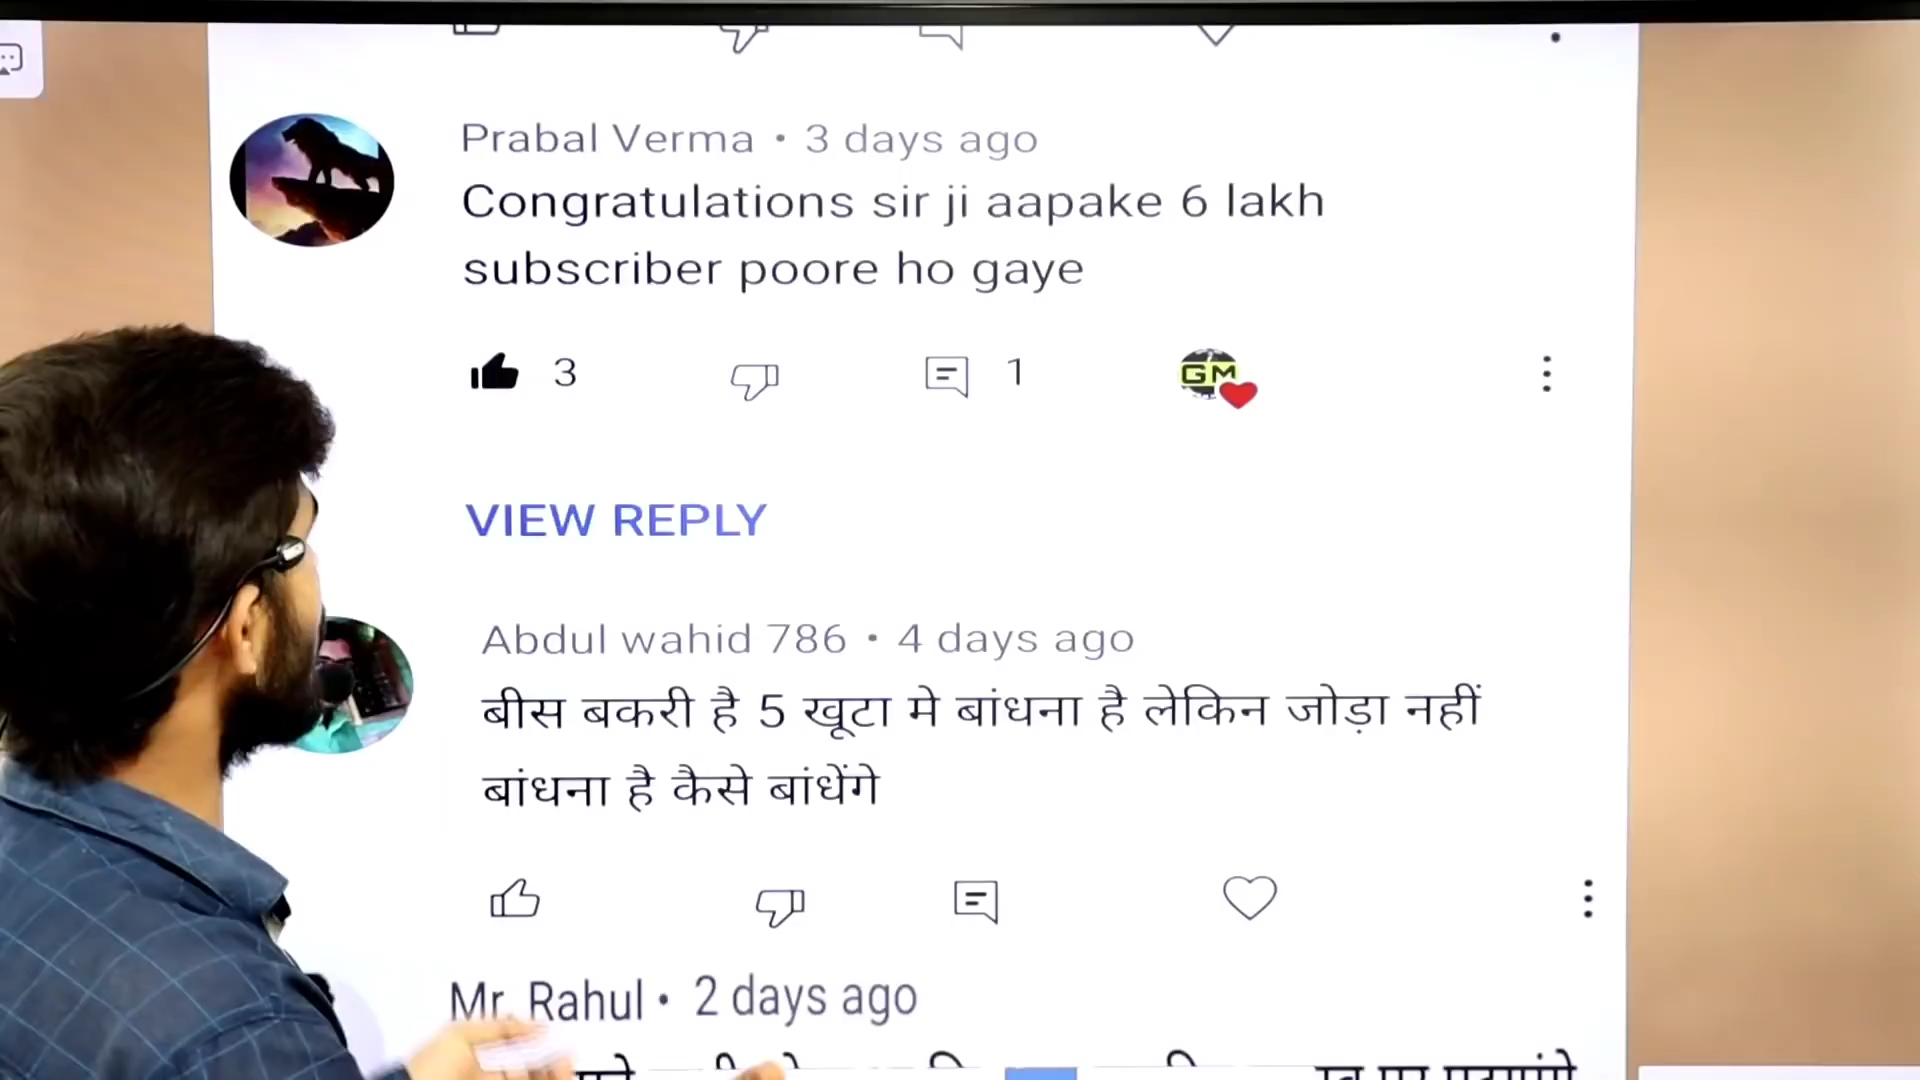 Prabal Verma • 3 days ago
Congratulations sir ji aapake 6 lakh
subscriber poore ho gaye
3
1
GM
VIEW REPLY
Abdul wahid 786 • 4 days ago
बीस बकरी है 5 खूटा मे बांधना है लेकिन जोड़ा नहीं
बांधना है कैसे बांधेंगे
Mr. Rahul • 2 days ago